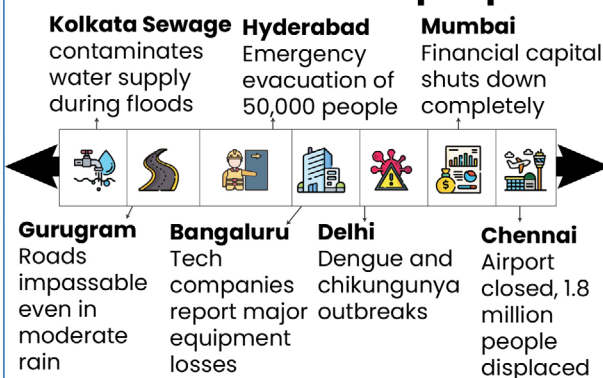 Kolkata Sewage
contaminates
water supply
during floods
Hyderabad
Emergency
evacuation of
50,000 people
Mumbai
Financial capital
shuts down
completely
Gurugram
Roads
impassable
even in
moderate
rain
Bangaluru
Tech
companies
report major
equipment
losses
Delhi
Dengue and
chikungunya
outbreaks
Chennai
Airport
closed, 1.8
million
people
displaced